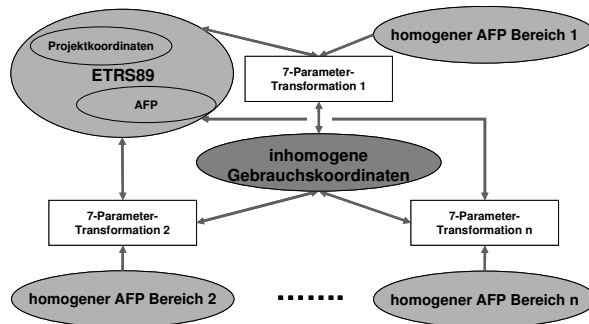 homogener AFP Bereich 1
Projektkoordinaten
ETRS89
7-Parameter-
Transformation 1
AFP
inhomogene
Gebrauchskoordinaten
7-Parameter-
Transformation 2
7-Parameter-
Transformation n
homogener AFP Bereich 2
homogener AFP Bereich n